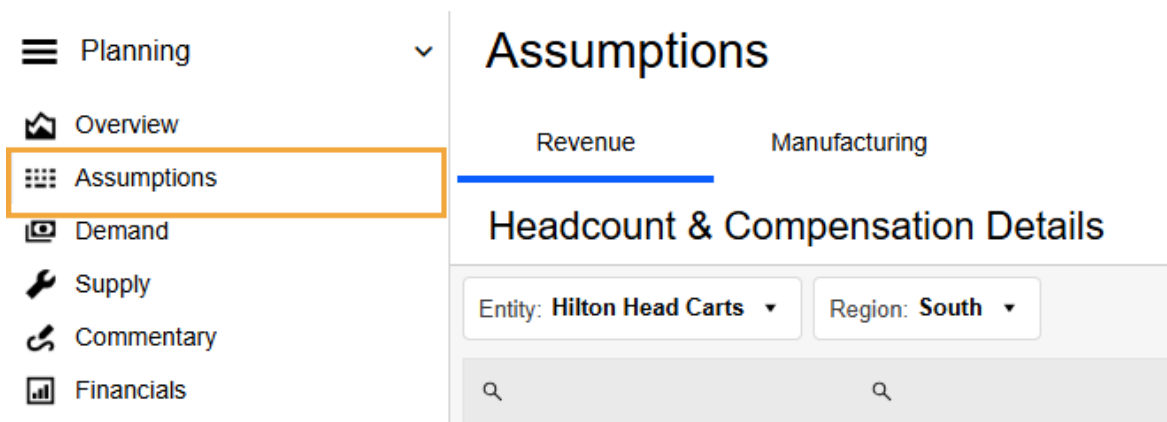 Planning
Overview
Assumptions
Demand
Supply
Commentary
Financials
Assumptions
Revenue Manufacturing
Headcount & Compensation Details
Entity: Hilton Head Carts Region: South